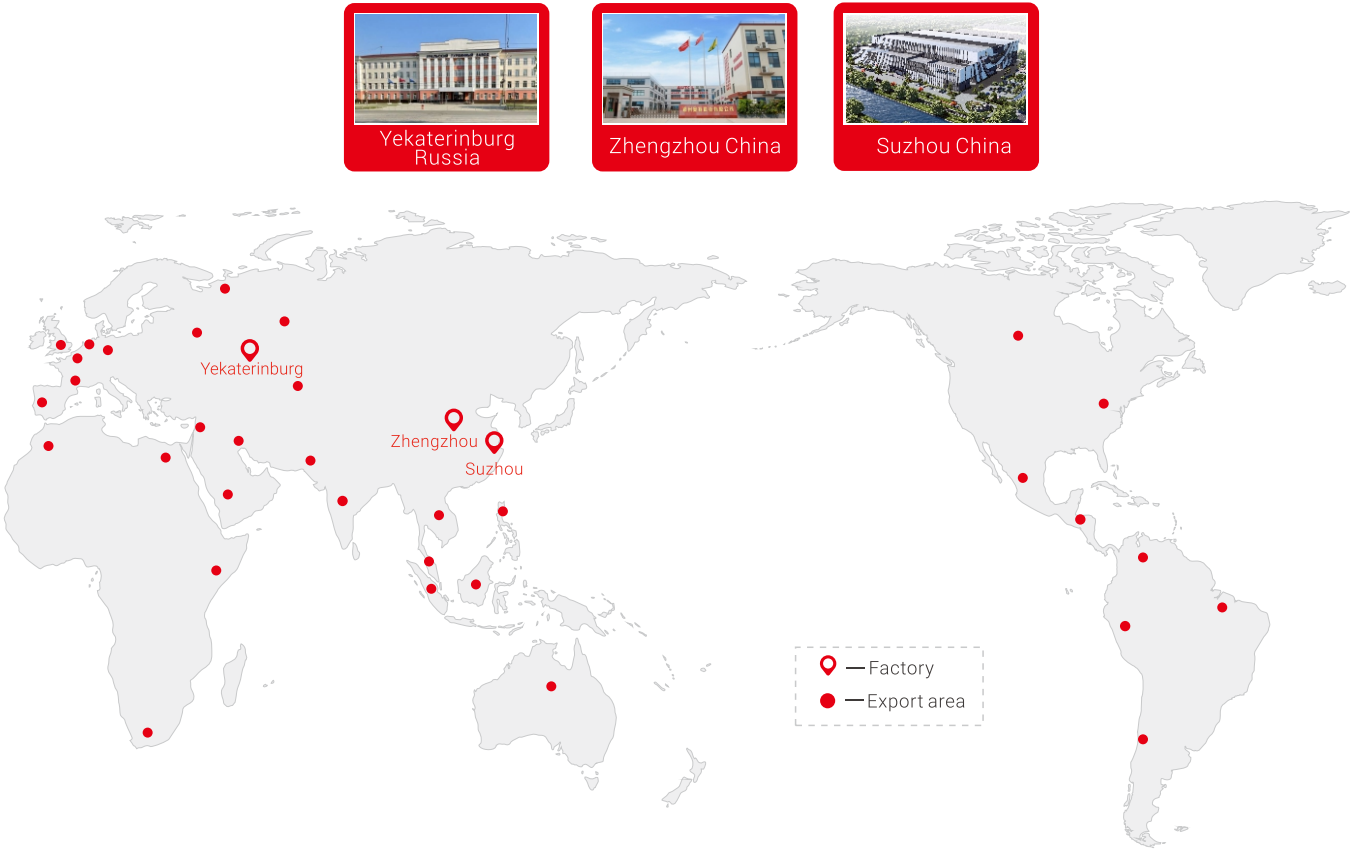 Yekaterinburg
Russia
Zhengzhou China
Suzhou China
Yekaterinburg
Zhengzhou
Suzhou
Factory
Export area